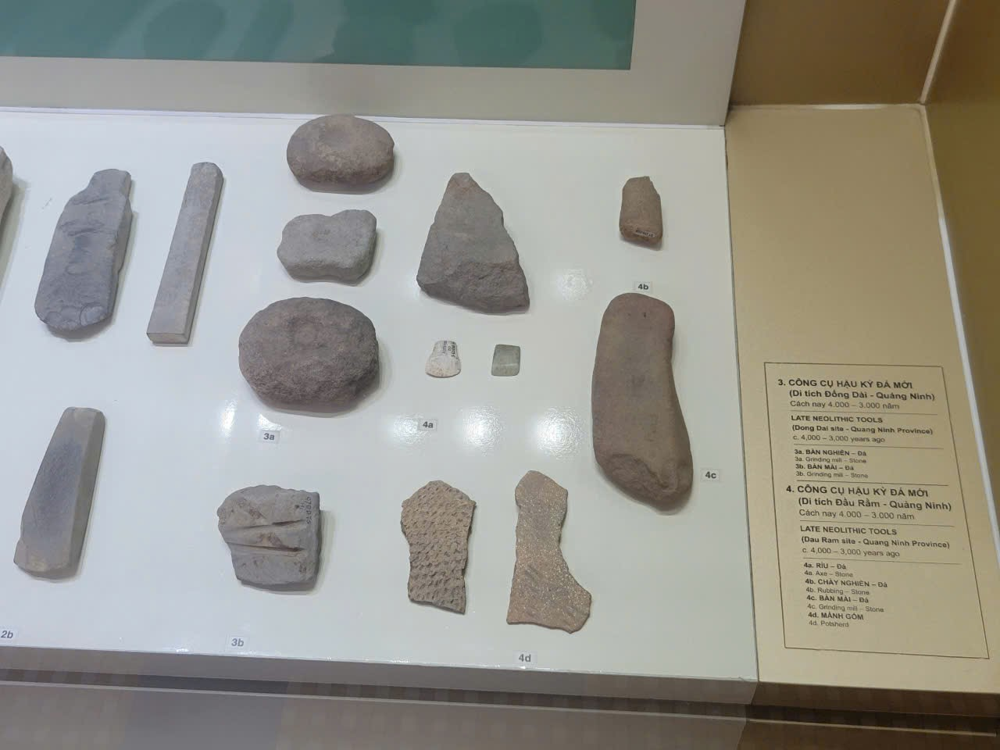 3a
4a
4b
4c
2b
3b
4d
3. CÔNG CỤ HẬU KỲ ĐÁ MỚI
(Di tích Đồng Dài - Quảng Ninh)
Cách nay 4.000 – 3.000 năm
LATE NEOLITHIC TOOLS
(Dong Dai site - Quang Ninh Province)
c. 4,000 – 3,000 years ago
3a. BÀN NGHIỀN – Đá
3a. Grinding mill – Stone
3b. BÀN MÀI – Đá
3b. Grinding mill – Stone
4. CÔNG CỤ HẬU KỲ ĐÁ MỚI
(Di tích Đầu Rằm - Quảng Ninh)
Cách nay 4.000 – 3.000 năm
LATE NEOLITHIC TOOLS
(Dau Ram site - Quang Ninh Province)
c. 4,000 – 3,000 years ago
4a. RÌU – Đá
4a. Axe – Stone
4b. CHÀY NGHIỀN – Đá
4b. Rubbing – Stone
4c. BÀN MÀI – Đá
4c. Grinding mill – Stone
4d. MẢNH GỐM
4d. Potsherd